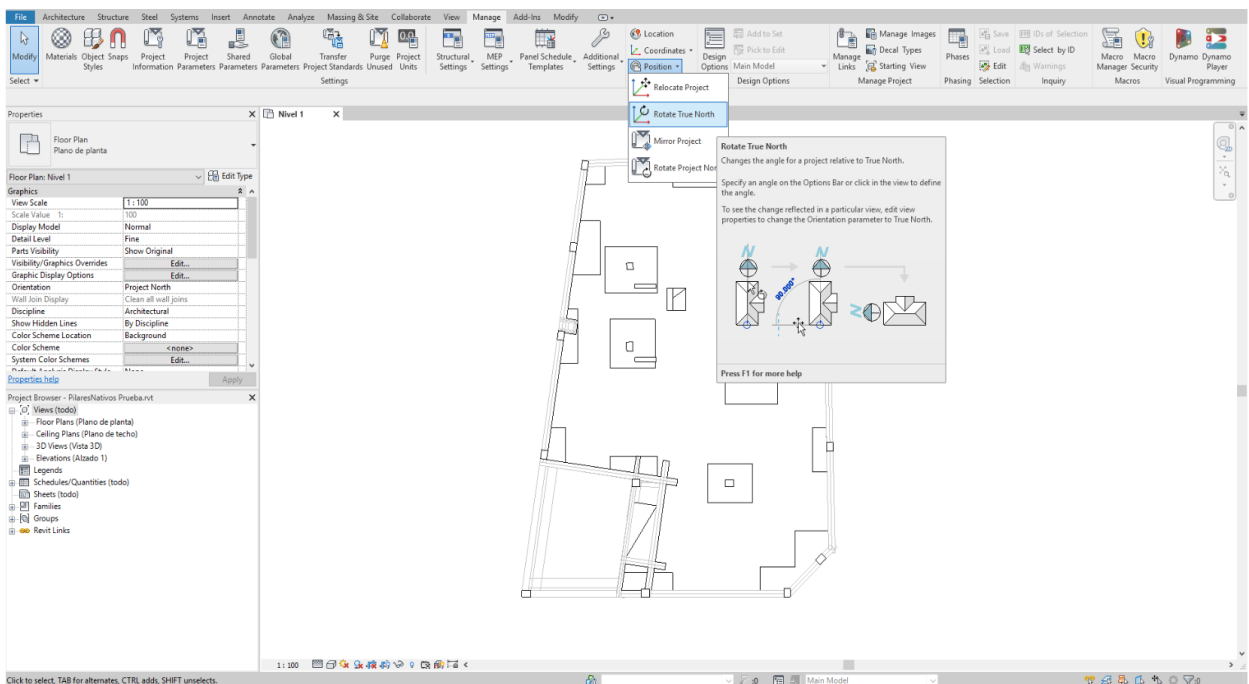 File Architecture Structure Steel Systems Insert Annotate Analyze Massing & Site Collaborate View Manage Add-Ins Modify
Modify
Materials
Object Styles
Snaps
Project Information
Project Parameters
Shared Parameters
Global Parameters
Transfer Project Standards
Purge Unused
Project Units
Structural Settings
MEP Settings
Panel Schedule Templates
Additional Settings
Location
Coordinates
Position
Design Options
Add to Set
Pick to Edit
Main Model
Manage Links
Manage Images
Decal Types
Starting View
Phases
Save
Load
Edit
IDs of Selection
Select by ID
Warnings
Macro Manager
Macro Security
Dynamo
Dynamo Player
Select
Settings
Design Options
Manage Project
Phasing
Selection
Inquiry
Macros
Visual Programming
Relocate Project
Rotate True North
Mirror Project
Rotate Project Nor
Rotate True North
Changes the angle for a project relative to True North.
Specify an angle on the Options Bar or click in the view to define
the angle.
To see the change reflected in a particular view, edit view
properties to change the Orientation parameter to True North.
N N
90.000°
N
Press F1 for more help
Properties X
Nivel 1 X
Floor Plan
Plano de planta
Floor Plan: Nivel 1 Edit Type
Graphics
View Scale 1 : 100
Scale Value 1: 100
Display Model Normal
Detail Level Fine
Parts Visibility Show Original
Visibility/Graphics Overrides Edit...
Graphic Display Options Edit...
Orientation Project North
Wall Join Display Clean all wall joins
Discipline Architectural
Show Hidden Lines By Discipline
Color Scheme Location Background
Color Scheme <none>
System Color Schemes Edit...
Properties help Apply
Project Browser - PilaresNativos Prueba.rvt X
Views (todo)
Floor Plans (Plano de planta)
Ceiling Plans (Plano de techo)
3D Views (Vista 3D)
Elevations (Alzado 1)
Legends
Schedules/Quantities (todo)
Sheets (todo)
Families
Groups
Revit Links
1 : 100
Click to select, TAB for alternates, CTRL adds, SHIFT unselects.
:0
Main Model
:0